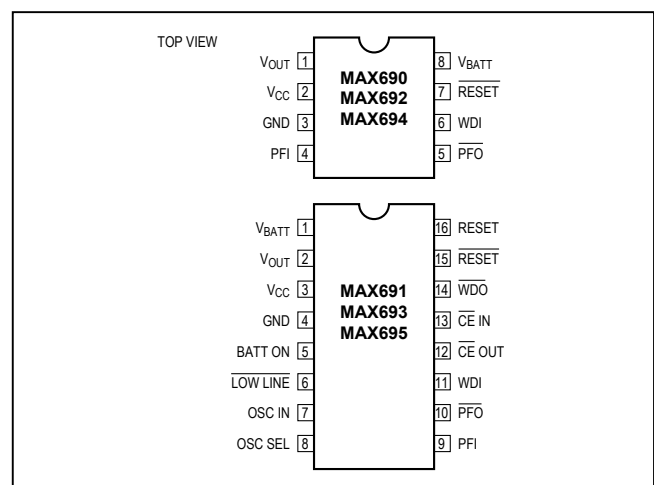 TOP VIEW
VOUT 1
VCC 2
GND 3
PFI 4
MAX690
MAX692
MAX694
8 VBATT
7 RESET
6 WDI
5 PFO
VBATT 1
VOUT 2
VCC 3
GND 4
BATT ON 5
LOW LINE 6
OSC IN 7
OSC SEL 8
MAX691
MAX693
MAX695
16 RESET
15 RESET
14 WDO
13 CE IN
12 CE OUT
11 WDI
10 PFO
9 PFI